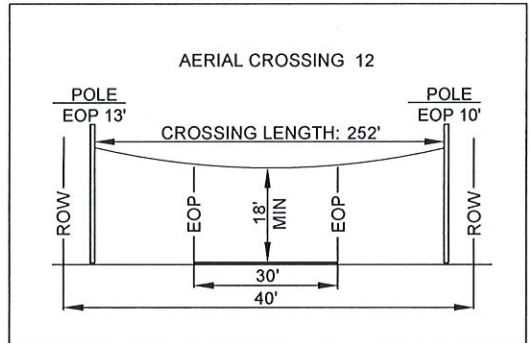 AERIAL CROSSING 12
POLE
EOP 13'
POLE
EOP 10'
CROSSING LENGTH: 252'
ROW
EOP
18'
MIN
EOP
ROW
30'
40'